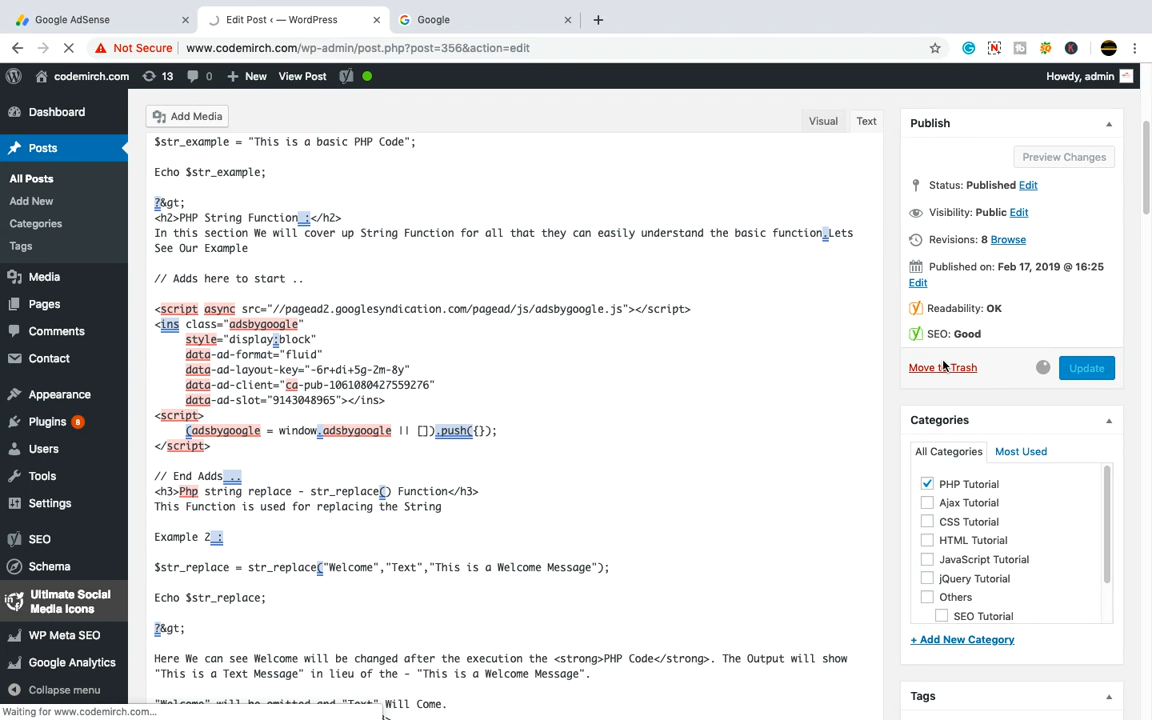 Google AdSense
Edit Post ‹ — WordPress
Google
Not Secure
www.codemirch.com/wp-admin/post.php?post=356&action=edit
codemirch.com
13
0
New
View Post
Howdy, admin
Dashboard
Posts
All Posts
Add New
Categories
Tags
Media
Pages
Comments
Contact
Appearance
Plugins 8
Users
Tools
Settings
SEO
Schema
Ultimate Social
Media Icons
WP Meta SEO
Google Analytics
Collapse menu
Waiting for www.codemirch.com...
Add Media
Visual
Text
$str_example = "This is a basic PHP Code";
Echo $str_example;
?&gt;
<h2>PHP String Function :</h2>
In this section We will cover up String Function for all that they can easily understand the basic function.Lets
See Our Example
// Adds here to start ..
<script async src="//pagead2.googlesyndication.com/pagead/js/adsbygoogle.js"></script>
<ins class="adsbygoogle"
style="display:block"
data-ad-format="fluid"
data-ad-layout-key="-6r+di+5g-2m-8y"
data-ad-client="ca-pub-1061080427559276"
data-ad-slot="9143048965"></ins>
<script>
(adsbygoogle = window.adsbygoogle || []).push({});
</script>
// End Adds ..
<h3>Php string replace - str_replace() Function</h3>
This Function is used for replacing the String
Example 2 :
$str_replace = str_replace("Welcome","Text","This is a Welcome Message");
Echo $str_replace;
?&gt;
Here We can see Welcome will be changed after the execution the <strong>PHP Code</strong>. The Output will show
"This is a Text Message" in lieu of the - "This is a Welcome Message".
"Welcome" will be omitted and "Text" Will Come.
Publish
Preview Changes
Status: Published Edit
Visibility: Public Edit
Revisions: 8 Browse
Published on: Feb 17, 2019 @ 16:25
Edit
Readability: OK
SEO: Good
Move to Trash
Update
Categories
All Categories
Most Used
PHP Tutorial
Ajax Tutorial
CSS Tutorial
HTML Tutorial
JavaScript Tutorial
jQuery Tutorial
Others
SEO Tutorial
+ Add New Category
Tags